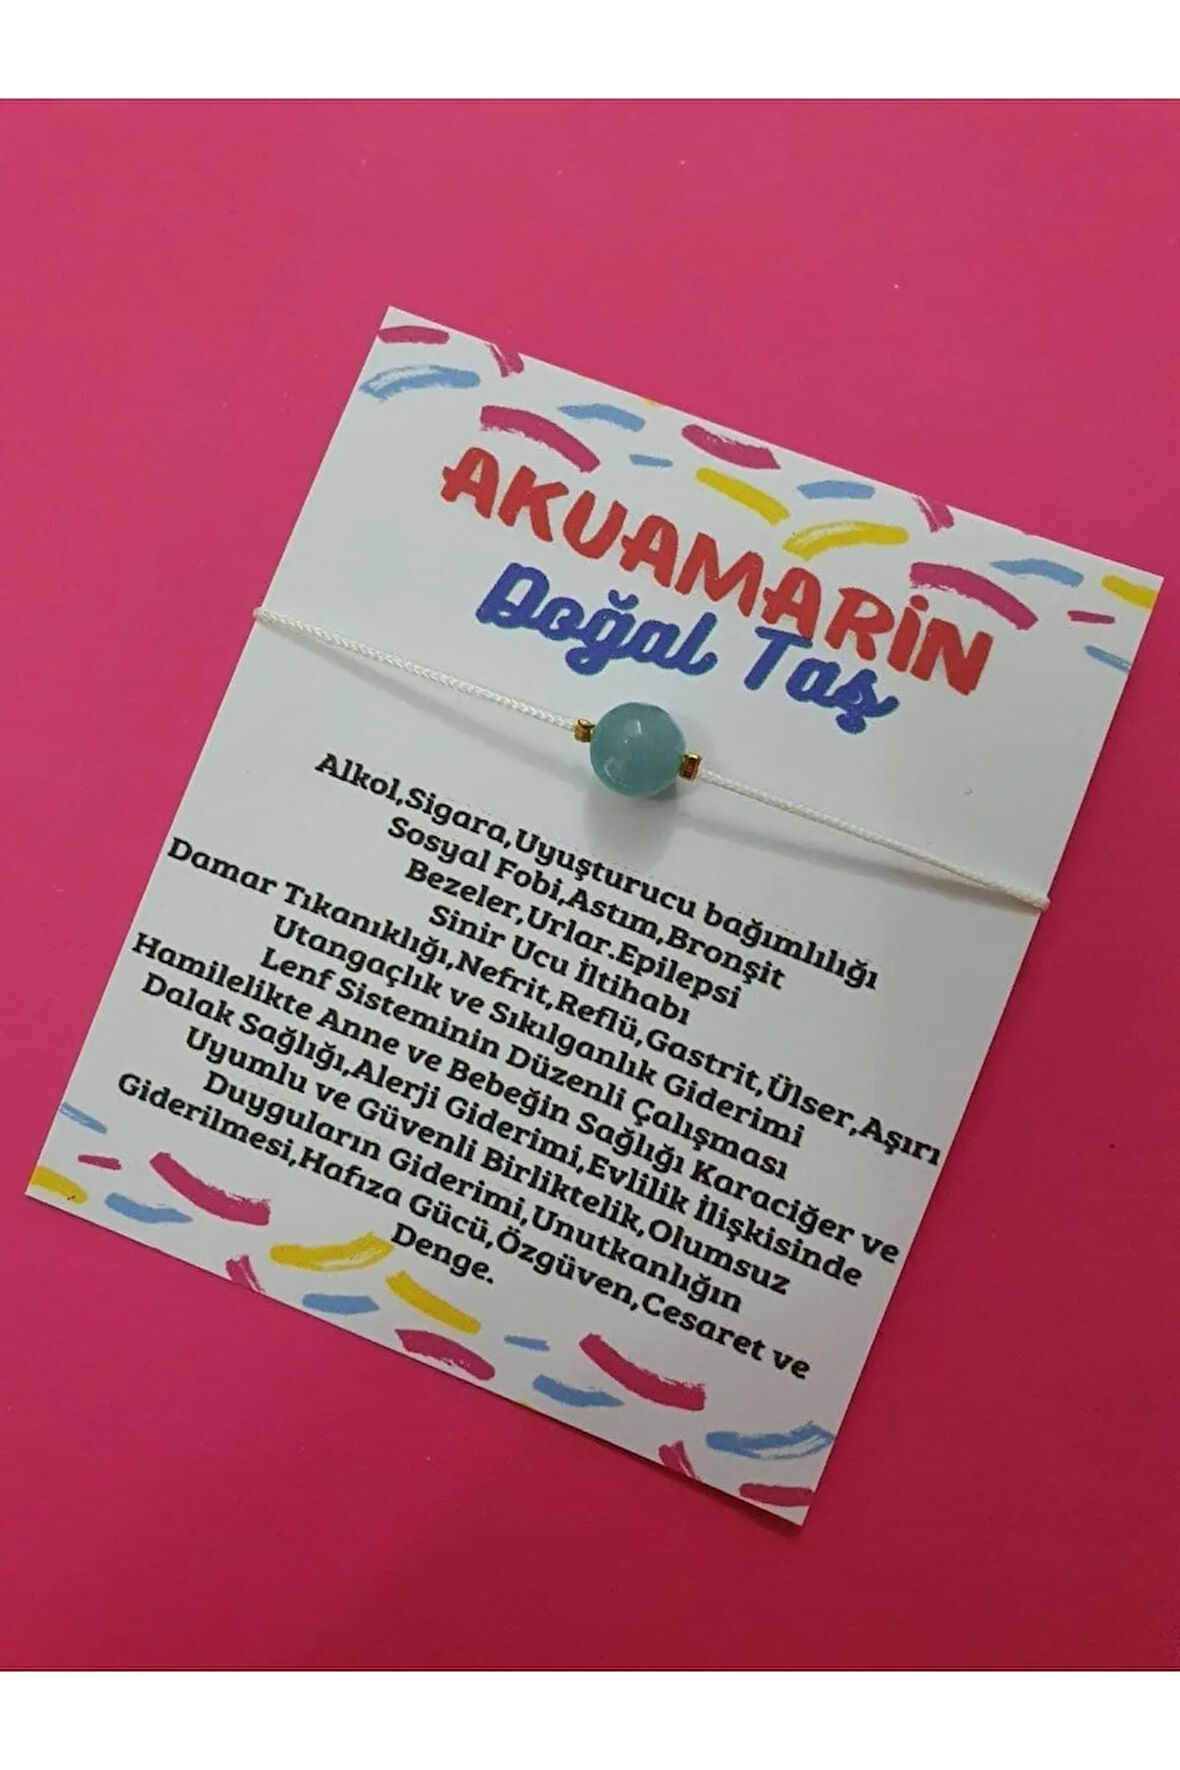 AKUAMARİN
Doğal Taş
Alkol,Sigara,Uyuşturucu bağımlılığı
Sosyal Fobi,Astım,Bronşit
Bezeler,Urlar.Epilepsi
Sinir Ucu İltihabı
Damar Tıkanıklığı,Nefrit,Reflü,Gastrit,Ülser,Aşırı
Utangaçlık ve Sıkılganlık Giderimi
Lenf Sisteminin Düzenli Çalışması
Hamilelikte Anne ve Bebeğin Sağlığı Karaciğer ve
Dalak Sağlığı,Alerji Giderimi,Evlilik İlişkisinde
Uyumlu ve Güvenli Birliktelik,Olumsuz
Duyguların Giderimi,Unutkanlığın
Giderilmesi,Hafıza Gücü,Özgüven,Cesaret ve
Denge.